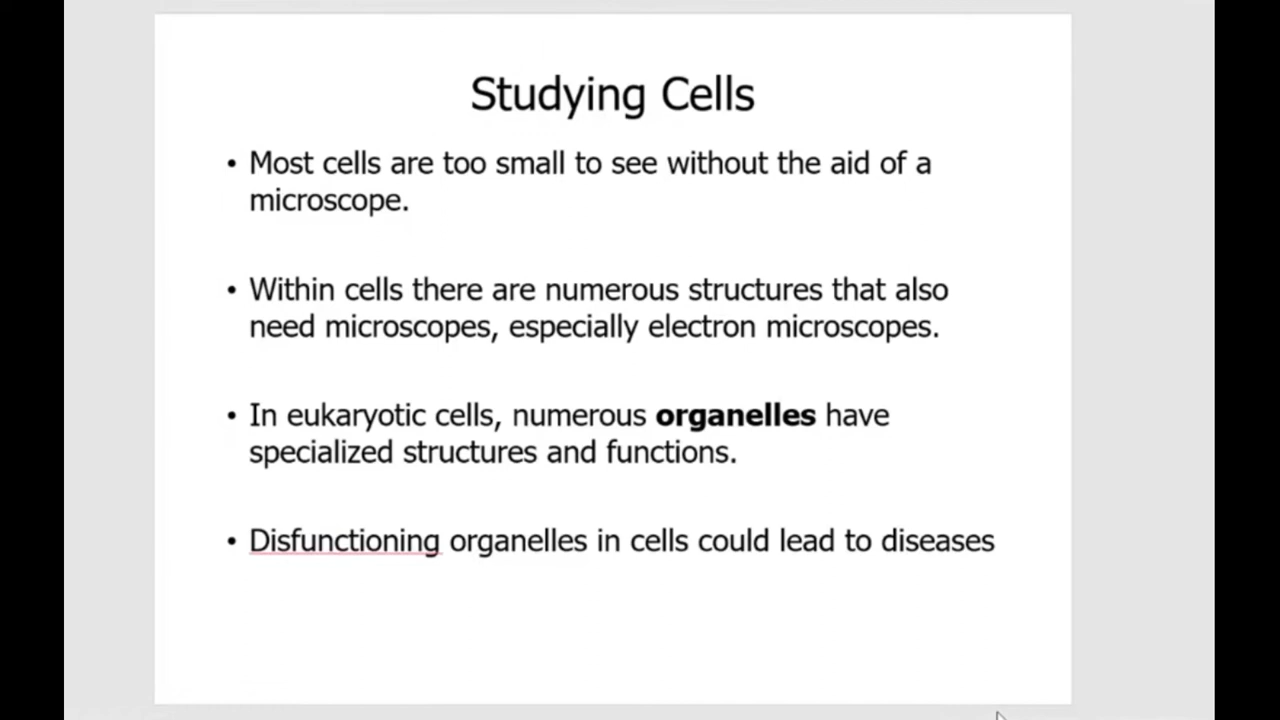 Studying Cells
• Most cells are too small to see without the aid of a
microscope.
• Within cells there are numerous structures that also
need microscopes, especially electron microscopes.
• In eukaryotic cells, numerous organelles have
specialized structures and functions.
• Disfunctioning organelles in cells could lead to diseases